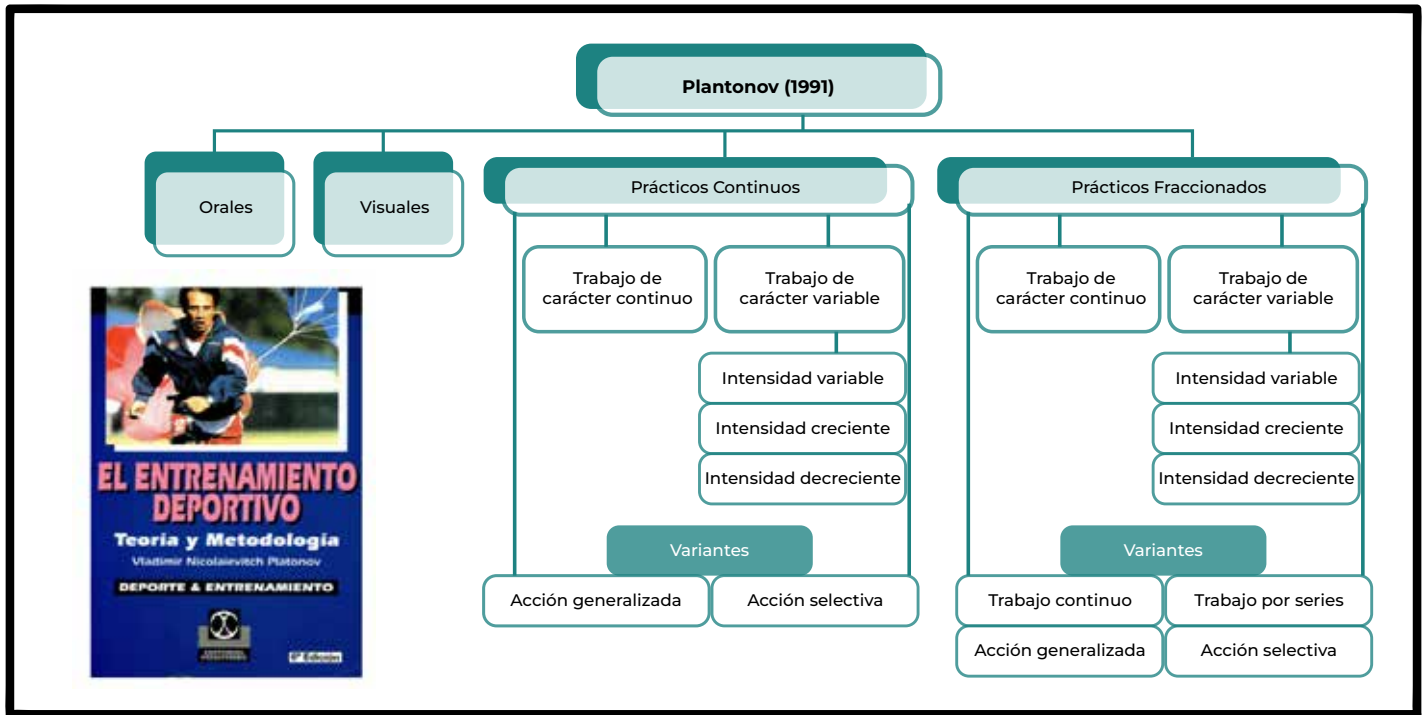 Plantonov (1991)
Orales
Visuales
Prácticos Continuos
Prácticos Fraccionados
Trabajo de
carácter continuo
Trabajo de
carácter variable
Trabajo de
carácter continuo
Trabajo de
carácter variable
Intensidad variable
Intensidad creciente
Intensidad decreciente
Intensidad variable
Intensidad creciente
Intensidad decreciente
Variantes
Acción generalizada
Acción selectiva
Variantes
Trabajo continuo
Trabajo por series
Acción generalizada
Acción selectiva
EL ENTRENAMIENTO
DEPORTIVO
Teoría y Metodología
Vladimir Nicolaievitch Platonov
DEPORTE & ENTRENAMIENTO
6ª Edición